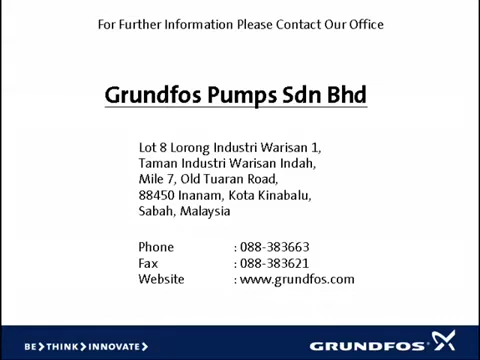 For Further Information Please Contact Our Office
Grundfos Pumps Sdn Bhd
Lot 8 Lorong Industri Warisan 1,
Taman Industri Warisan Indah,
Mile 7, Old Tuaran Road,
88450 Inanam, Kota Kinabalu,
Sabah, Malaysia
Phone : 088-383663
Fax : 088-383621
Website : www.grundfos.com
BE>THINK>INNOVATE> GRUNDFOS